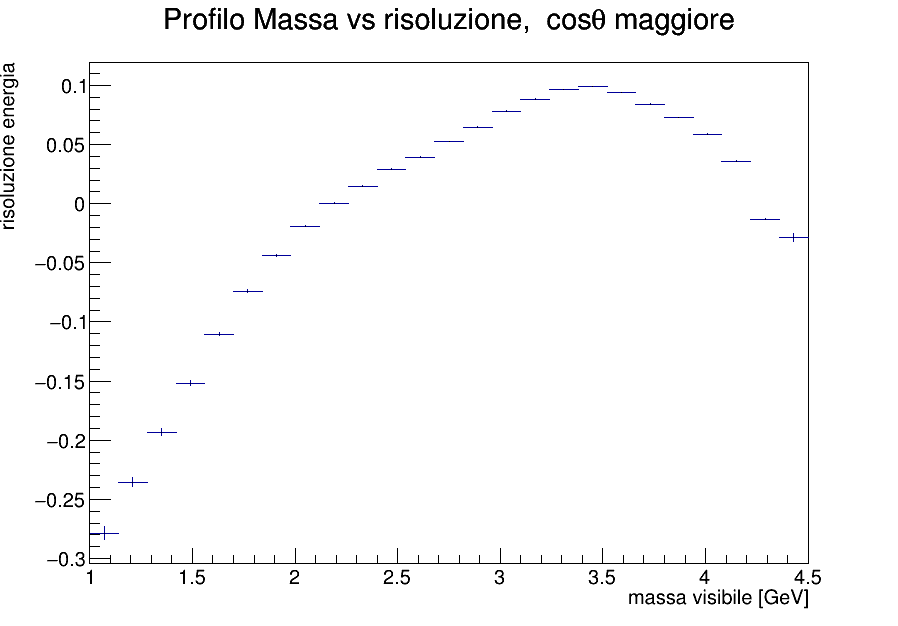 Profilo Massa vs risoluzione,  cosθ maggiore
risoluzione energia
0.1
0.05
0
−0.05
−0.1
−0.15
−0.2
−0.25
−0.3
1 1.5 2 2.5 3 3.5 4 4.5
massa visibile [GeV]